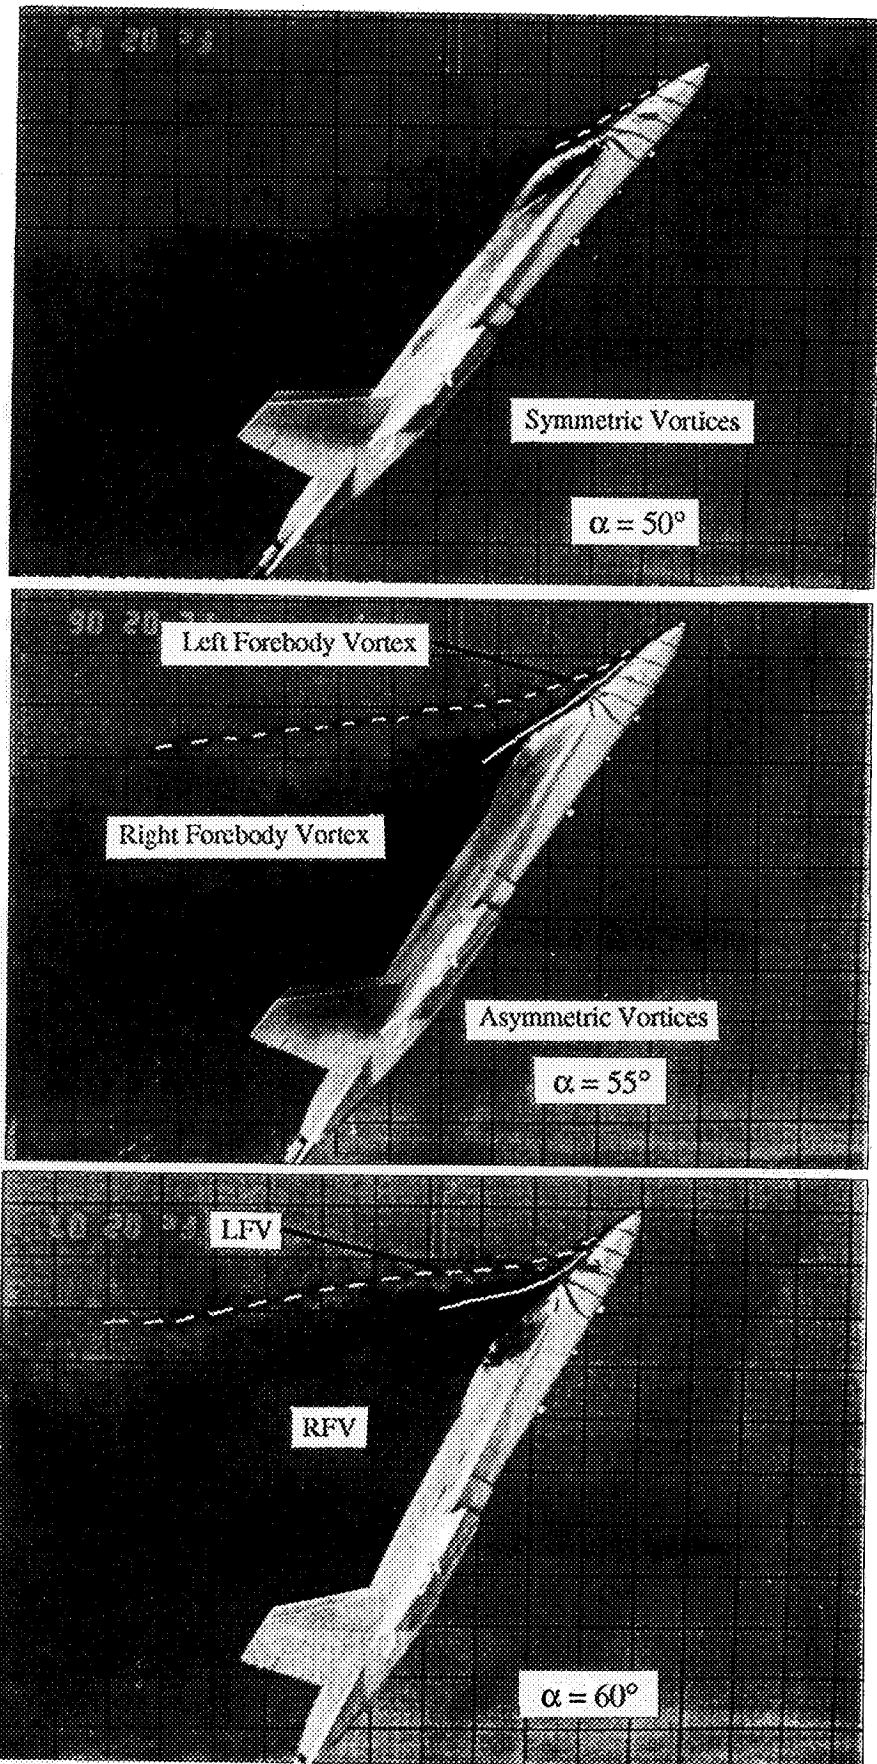 Symmetric Vortices
α = 50°
Left Forebody Vortex
Right Forebody Vortex
Asymmetric Vortices
α = 55°
LFV
RFV
α = 60°